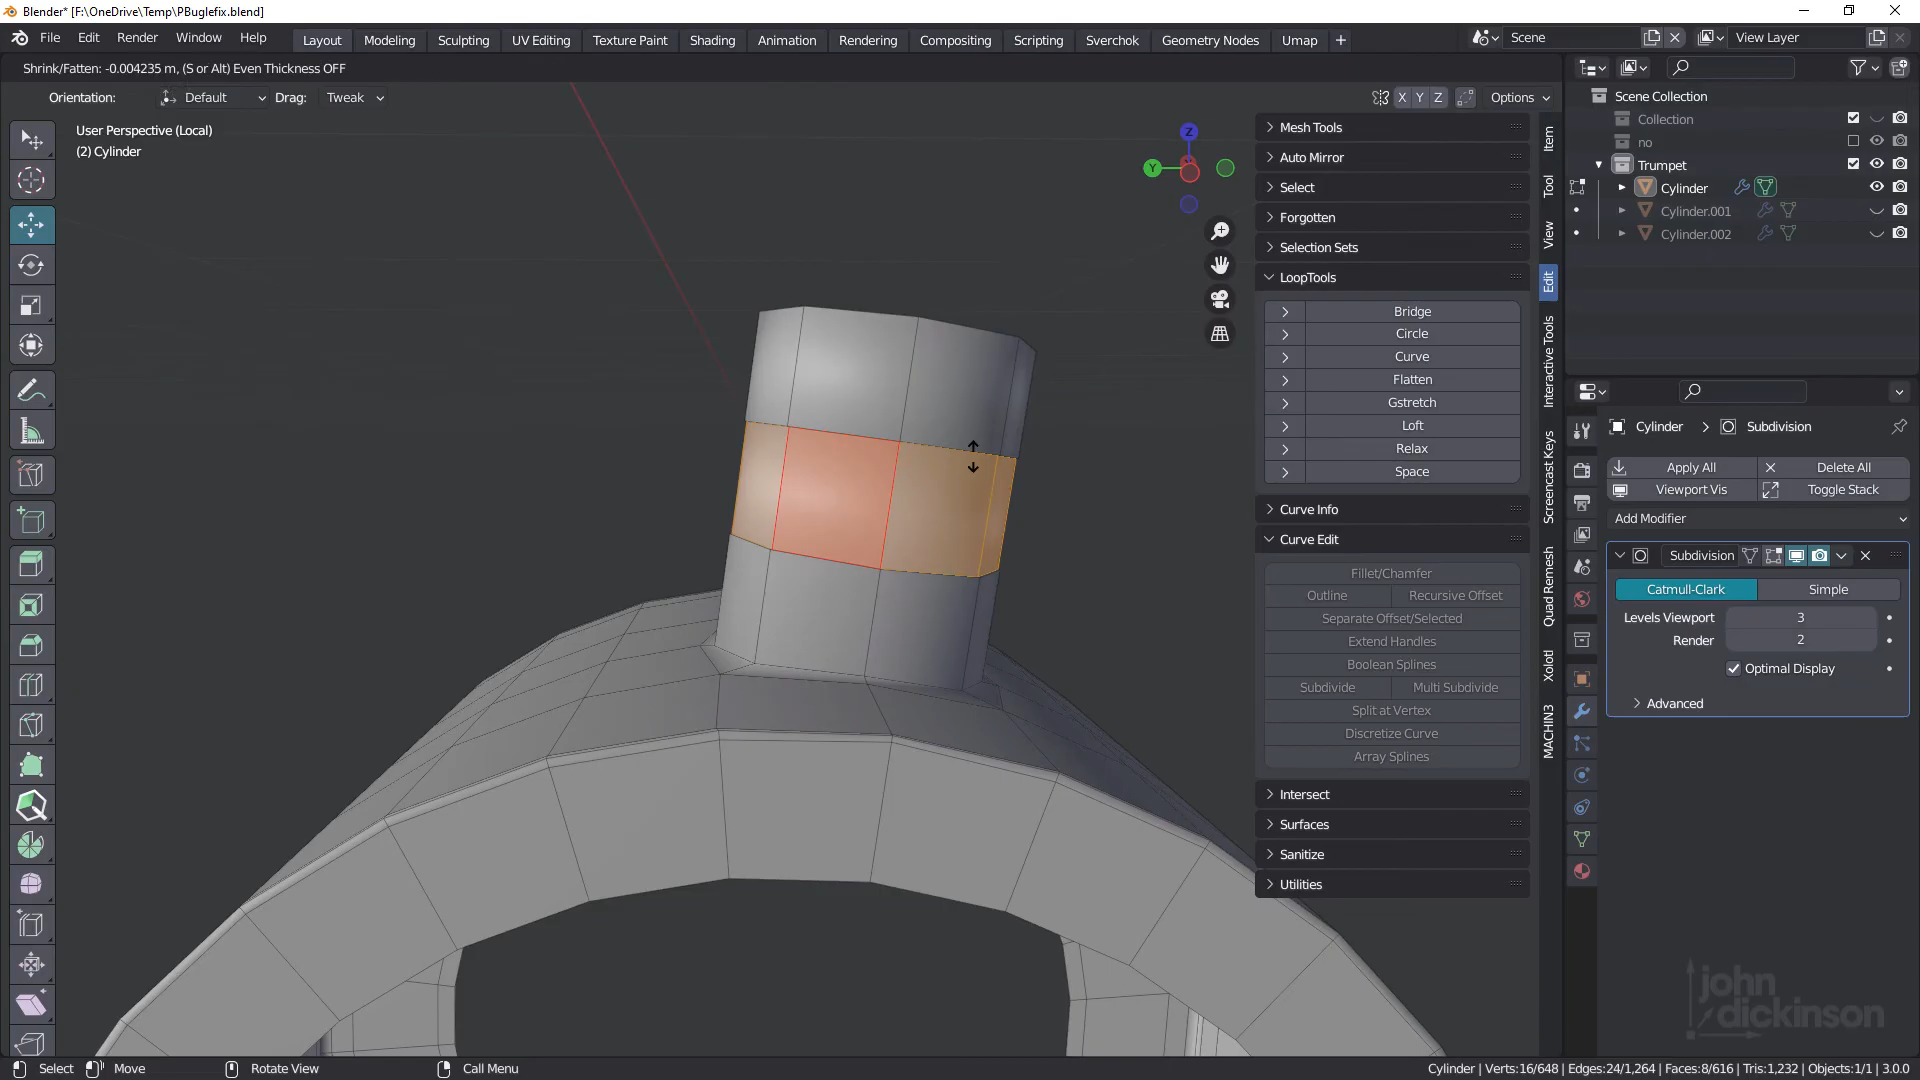 Blender* [F:\OneDrive\Temp\PBuglefix.blend]
File Edit Render Window Help
Layout Modeling Sculpting UV Editing Texture Paint Shading Animation Rendering Compositing Scripting Sverchok Geometry Nodes Umap +
Scene View Layer
Shrink/Fatten: -0.004235 m, (S or Alt) Even Thickness OFF
Orientation: Default Drag: Tweak X Y Z Options
User Perspective (Local)
(2) Cylinder
Z
Y
Mesh Tools
Auto Mirror
Select
Forgotten
Selection Sets
LoopTools
Bridge
Circle
Curve
Flatten
Gstretch
Loft
Relax
Space
Curve Info
Curve Edit
Fillet/Chamfer
Outline Recursive Offset
Separate Offset/Selected
Extend Handles
Boolean Splines
Subdivide Multi Subdivide
Split at Vertex
Discretize Curve
Array Splines
Intersect
Surfaces
Sanitize
Utilities
Item
Tool
View
Edit
Interactive Tools
Screencast Keys
Quad Remesh
Xolotl
MACHIN3
Scene Collection
Collection
no
Trumpet
Cylinder
Cylinder.001
Cylinder.002
Cylinder > Subdivision
Apply All Delete All
Viewport Vis Toggle Stack
Add Modifier
Subdivision
Catmull-Clark Simple
Levels Viewport 3
Render 2
Optimal Display
Advanced
john
dickinson
Select Move Rotate View Call Menu
Cylinder | Verts:16/648 | Edges:24/1,264 | Faces:8/616 | Tris:1,232 | Objects:1/1 | 3.0.0